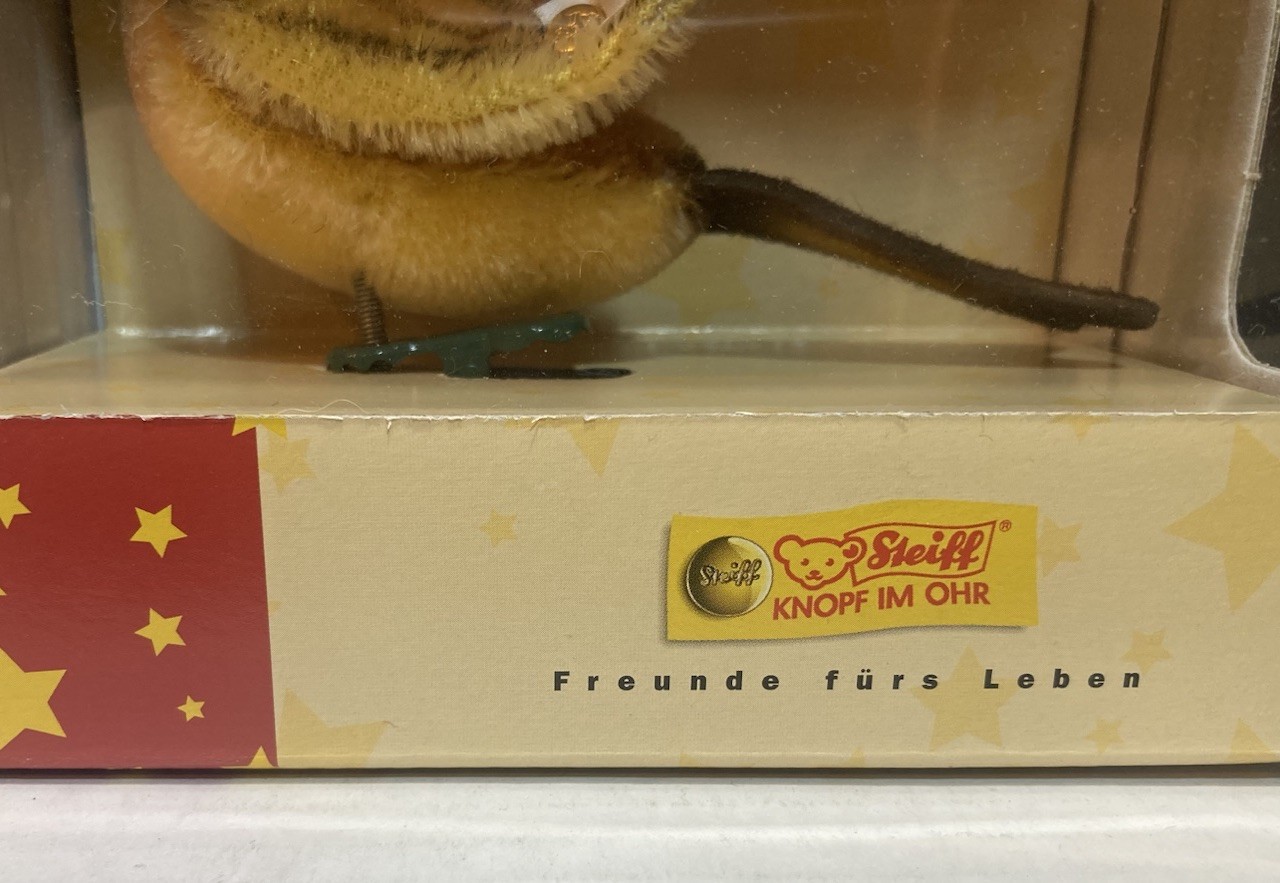 Steiff
Steiff®
KNOPF IM OHR
Freunde fürs Leben